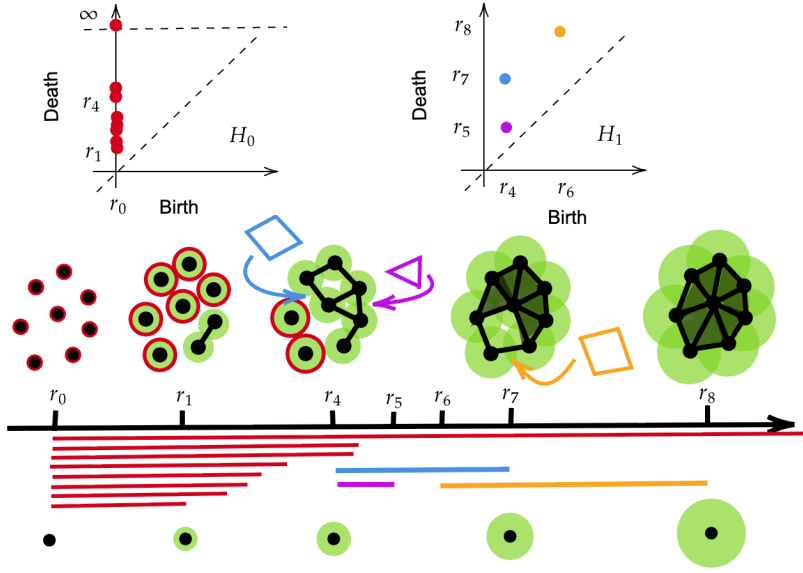 ∞
Death
r₄
r₁
H₀
r₀
Birth
r₈
r₇
Death
r₅
H₁
r₄
r₆
Birth
r₀
r₁
r₄
r₅
r₆
r₇
r₈